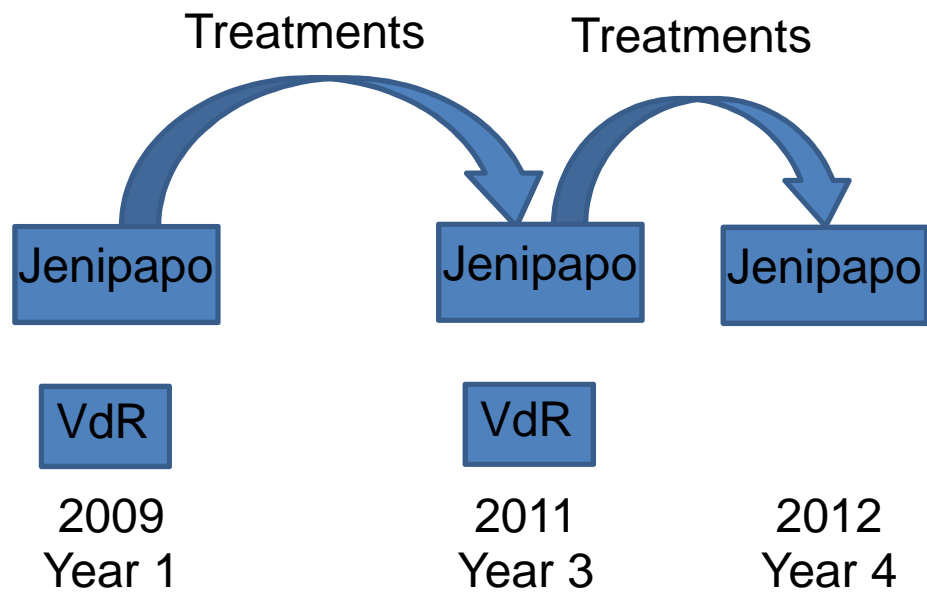 Treatments
Treatments
Jenipapo
Jenipapo
Jenipapo
VdR
VdR
2009
Year 1
2011
Year 3
2012
Year 4